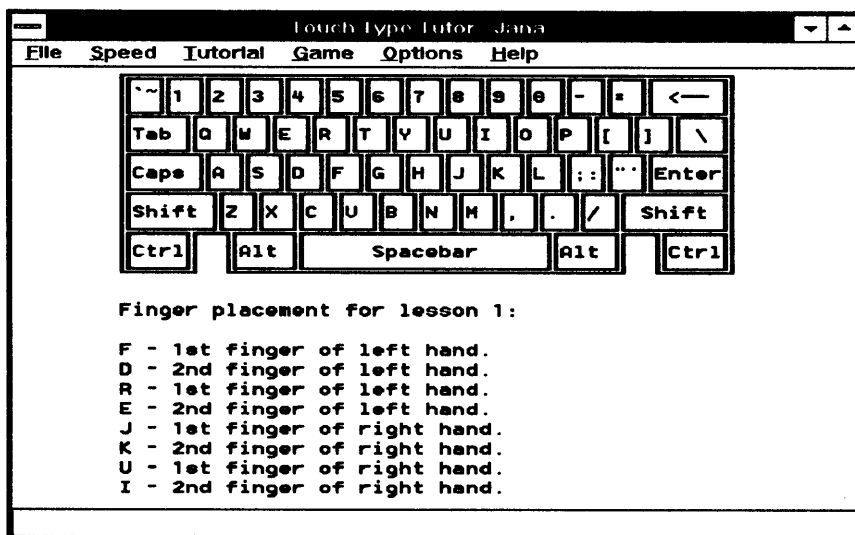 Touch Type Tutor - Jana
File Speed Tutorial Game Options Help
`~ 1 2 3 4 5 6 7 8 9 0 - = <—
Tab Q W E R T Y U I O P [ ] \
Caps A S D F G H J K L ;: "' Enter
Shift Z X C V B N M , . / Shift
Ctrl Alt Spacebar Alt Ctrl
Finger placement for lesson 1:
F - 1st finger of left hand.
D - 2nd finger of left hand.
R - 1st finger of left hand.
E - 2nd finger of left hand.
J - 1st finger of right hand.
K - 2nd finger of right hand.
U - 1st finger of right hand.
I - 2nd finger of right hand.